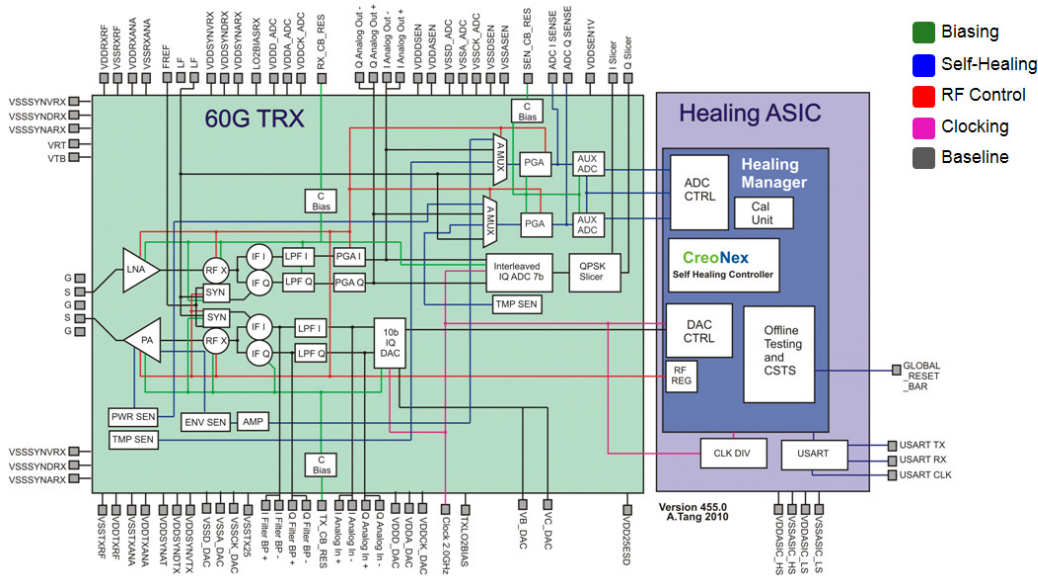 VDDRXRF
VSSRXRF
VDDRXANA
VSSRXANA
FREF
LF
LF
VDDSYNVRX
VDDSYNDRX
VDDSYNARX
LO2BIASRX
VDDD_ADC
VDDA_ADC
VDDCK_ADC
RX_CB_RES
Q Analog Out -
Q Analog Out +
I Analog Out -
I Analog Out +
VDDDSEN
VDDASEN
VSSD_ADC
VSSA_ADC
VSSCK_ADC
VSSDSEN
VSSASEN
SEN_CB_RES
ADC I SENSE
ADC Q SENSE
VDDSEN1V
I Slicer
Q Slicer
Biasing
Self-Healing
RF Control
Clocking
Baseline
VSSSYNVRX
VSSSYNDRX
VSSSYNARX
VRT
VTB
60G TRX
C
Bias
A MUX
PGA
AUX
ADC
C
Bias
A MUX
PGA
AUX
ADC
Healing ASIC
Healing
Manager
ADC
CTRL
Cal
Unit
CreoNex
Self Healing Controller
G
S
G
S
G
LNA
RF X
IF I
IF Q
LPF I
LPF Q
PGA I
PGA Q
SYN
SYN
Interleaved
IQ ADC 7b
QPSK
Slicer
TMP SEN
PA
RF X
IF I
IF Q
LPF I
LPF Q
10b
IQ
DAC
DAC
CTRL
RF
REG
Offline
Testing
and
CSTS
GLOBAL
_RESET
_BAR
PWR SEN
ENV SEN
AMP
TMP SEN
C
Bias
CLK DIV
USART
USART TX
USART RX
USART CLK
VSSSYNVRX
VSSSYNDRX
VSSSYNARX
Version 455.0
A.Tang 2010
VSSTXRF
VDDTXRF
VSSTXANA
VDDTXANA
VDDSYNAT
VDDSYNDTX
VDDSYNVTX
VSSD_DAC
VSSA_DAC
VSSCK_DAC
VSSTX25
I Filter BP +
I Filter BP -
Q Filter BP +
Q Filter BP -
TX_CB_RES
I Analog In +
I Analog In -
Q Analog In +
Q Analog In -
VDDD_DAC
VDDA_DAC
VDDCK_DAC
Clock 2.0GHz
TXLO2BIAS
VB_DAC
VC_DAC
VDD25ESD
VDDASIC_HS
VSSASIC_HS
VDDASIC_LS
VSSASIC_LS